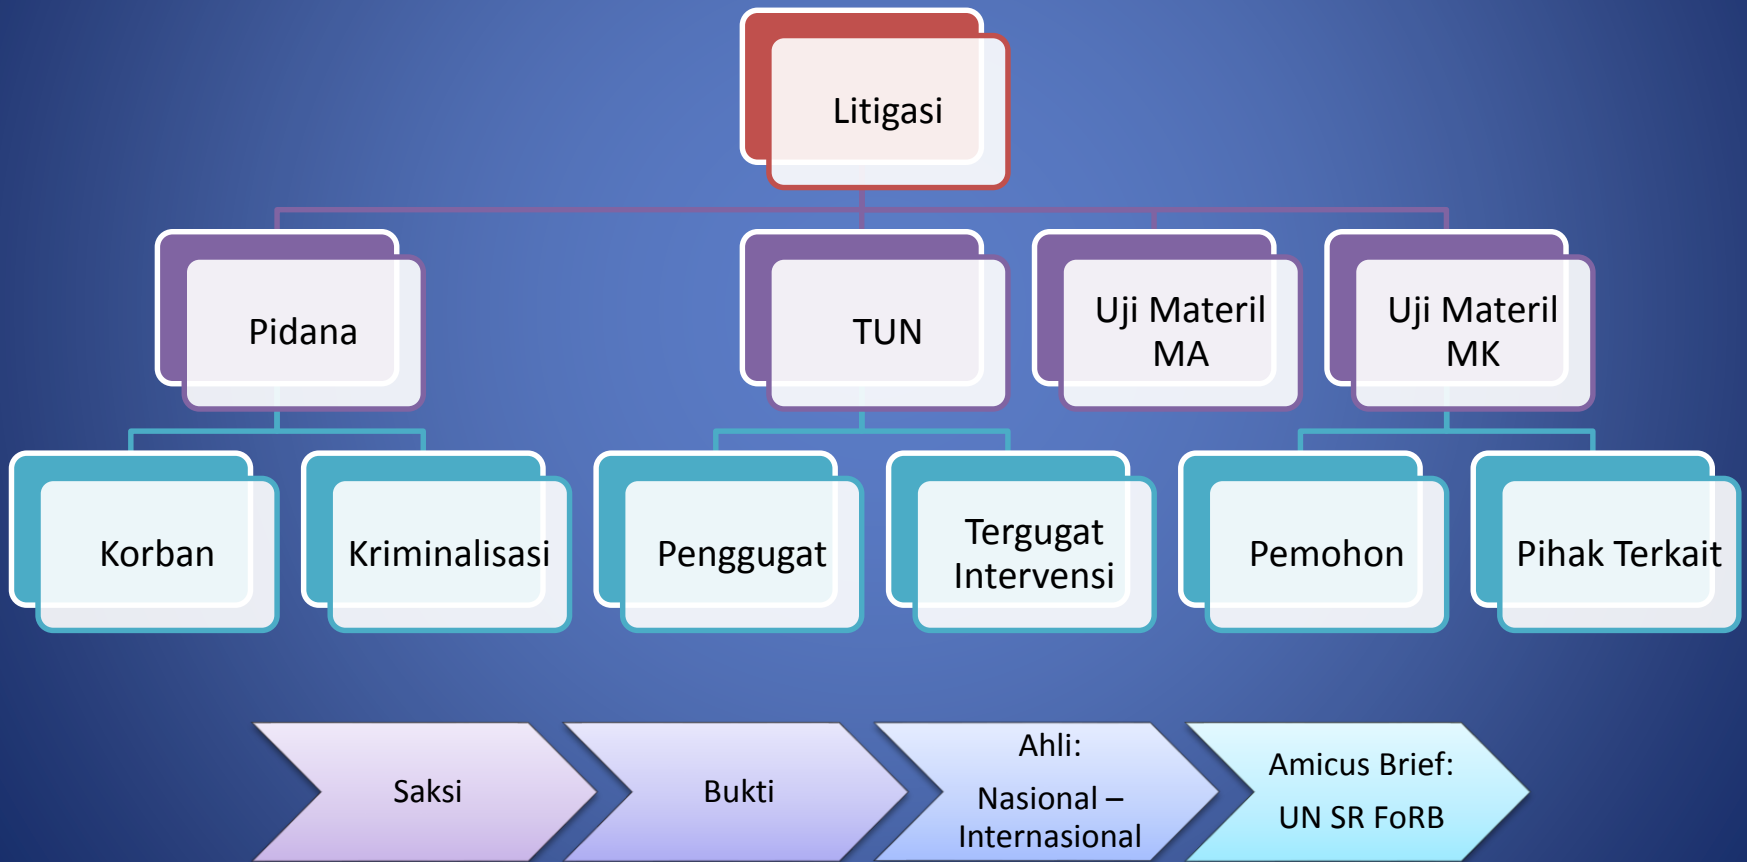 Litigasi
Pidana
TUN
Uji Materil
MA
Uji Materil
MK
Korban
Kriminalisasi
Penggugat
Tergugat
Intervensi
Pemohon
Pihak Terkait
Saksi
Bukti
Ahli:
Nasional –
Internasional
Amicus Brief:
UN SR FoRB